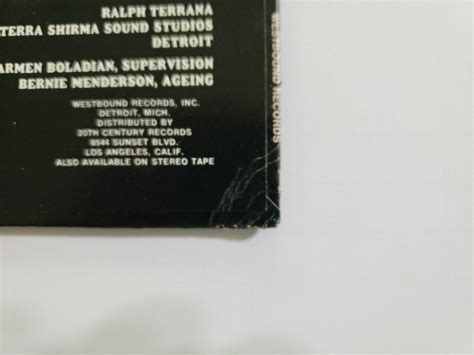 RALPH TERRANA
TERRA SHIRMA SOUND STUDIOS
DETROIT
ARMEN BOLADIAN, SUPERVISION
BERNIE MENDERSON, AGEING
WESTBOUND RECORDS, INC.
DETROIT, MICH.
DISTRIBUTED BY
20TH CENTURY RECORDS
8544 SUNSET BLVD.
LOS ANGELES, CALIF.
ALSO AVAILABLE ON STEREO TAPE
WESTBOUND RECORDS